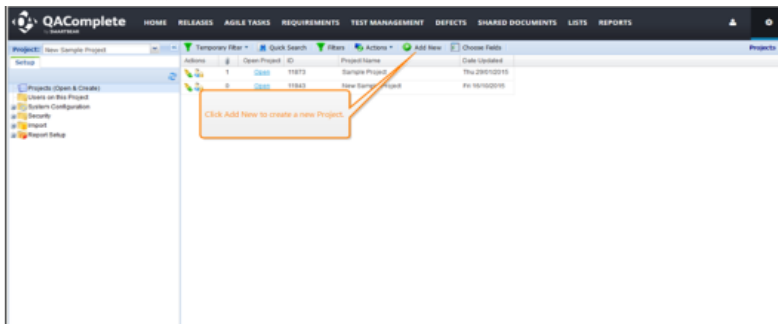 QAComplete HOME RELEASES AGILE TASKS REQUIREMENTS TEST MANAGEMENT DEFECTS SHARED DOCUMENTS LISTS REPORTS
by SMARTBEAR
Project: New Sample Project Temporary Filter Quick Search Filters Actions Add New Choose Fields Projects
Setup
Actions Open Project ID Project Name Date Updated
1 Open 11873 Sample Project Thu 29/01/2015
Open 11843 New Sample Project Fri 16/10/2015
Projects (Open & Create)
Users on this Project
System Configuration
Security
Import
Report Setup
Click Add New to create a new Project.